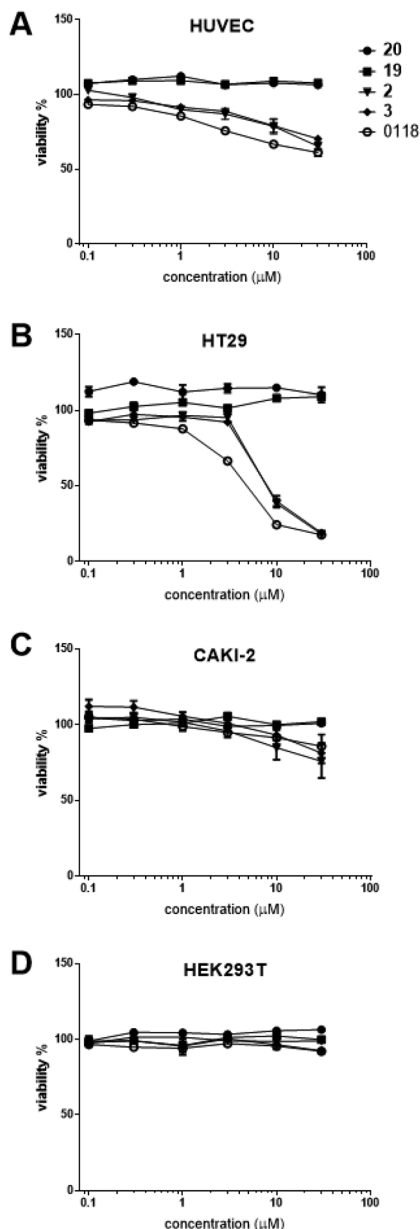 A
HUVEC
150
100
50
0
viability %
0.1
1
10
100
concentration (μM)
20
19
2
3
0118
B
HT29
150
100
50
0
viability %
0.1
1
10
100
concentration (μM)
C
CAKI-2
150
100
50
0
viability %
0.1
1
10
100
concentration (μM)
D
HEK293T
150
100
50
0
viability %
0.1
1
10
100
concentration (μM)